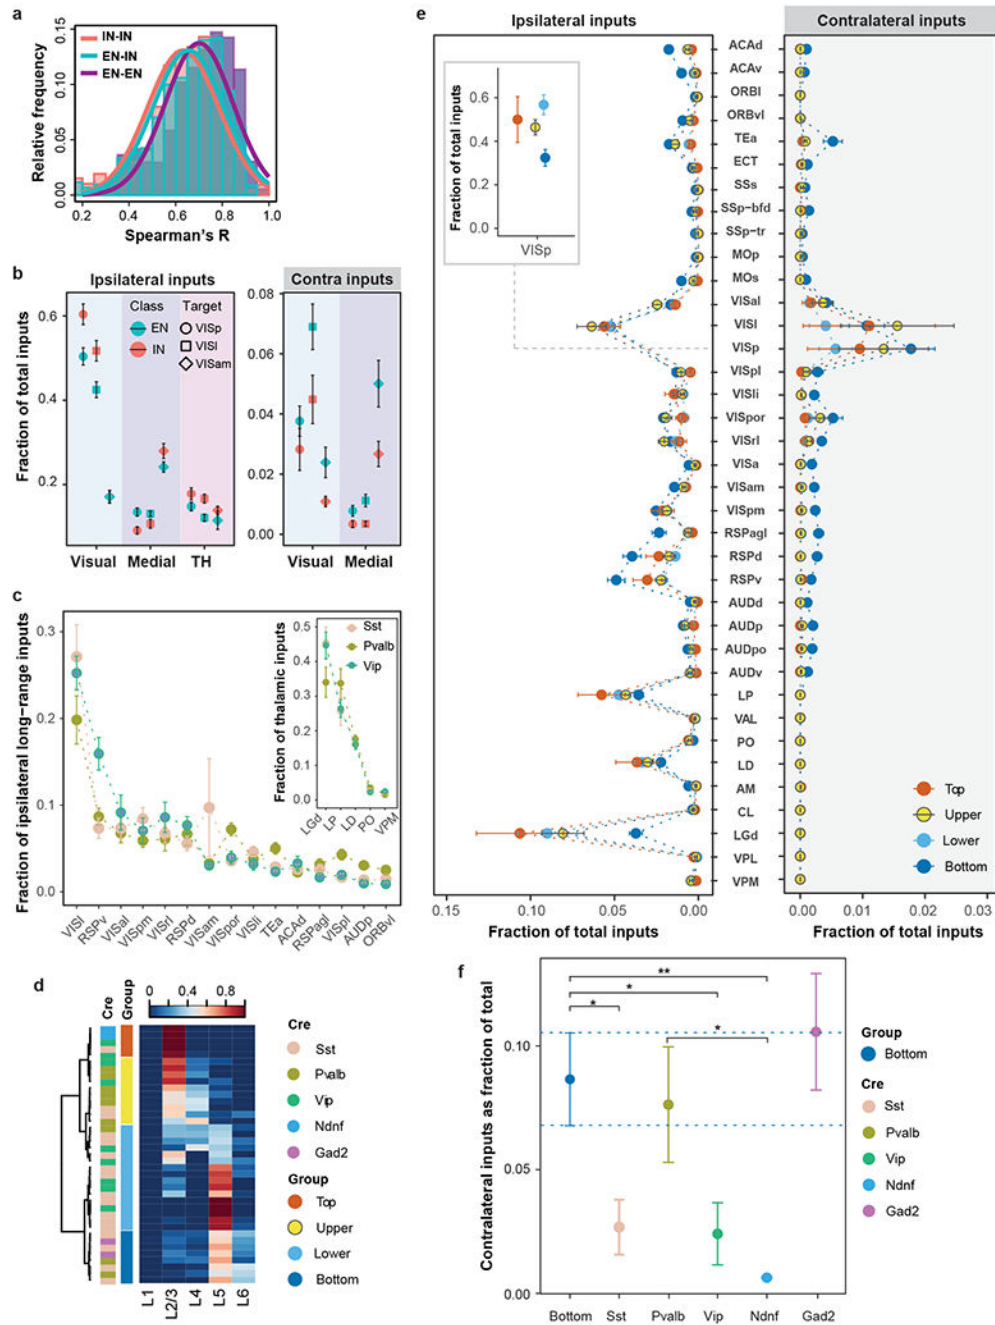 a
IN-IN
EN-IN
EN-EN
Relative frequency
0.15
0.10
0.05
0.00
0.2 0.4 0.6 0.8 1.0
Spearman's R
b
Ipsilateral inputs
Contra inputs
Class
EN
IN
Target
VISp
VISl
VISam
Fraction of total inputs
0.6
0.4
0.2
0.08
0.06
0.04
0.02
0.00
Visual Medial TH
Visual Medial
c
Fraction of ipsilateral long-range inputs
0.3
0.2
0.1
0.0
VISl RSPv VISal VISpm VISrl RSPd VISam VISpor VISli TEa ACAd RSPagl VISpl AUDp ORBvl
Sst
Pvalb
Vip
Fraction of thalamic inputs
0.5
0.4
0.3
0.2
0.1
0.0
LGd LP LD PO VPM
d
Cre Group
0 0.4 0.8
L1 L2/3 L4 L5 L6
Cre
Sst
Pvalb
Vip
Ndnf
Gad2
Group
Top
Upper
Lower
Bottom
e
Ipsilateral inputs
Contralateral inputs
Fraction of total inputs
0.6
0.4
0.2
0.0
VISp
ACAd
ACAv
ORBl
ORBvl
TEa
ECT
SSs
SSp-bfd
SSp-tr
MOp
MOs
VISal
VISl
VISp
VISpl
VISli
VISpor
VISrl
VISa
VISam
VISpm
RSPagl
RSPd
RSPv
AUDd
AUDp
AUDpo
AUDv
LP
VAL
PO
LD
AM
CL
LGd
VPL
VPM
Top
Upper
Lower
Bottom
0.15 0.10 0.05 0.00
0.00 0.01 0.02 0.03
Fraction of total inputs
Fraction of total inputs
f
Contralateral inputs as fraction of total
0.10
0.05
0.00
**
*
*
*
Bottom Sst Pvalb Vip Ndnf Gad2
Group
Bottom
Cre
Sst
Pvalb
Vip
Ndnf
Gad2